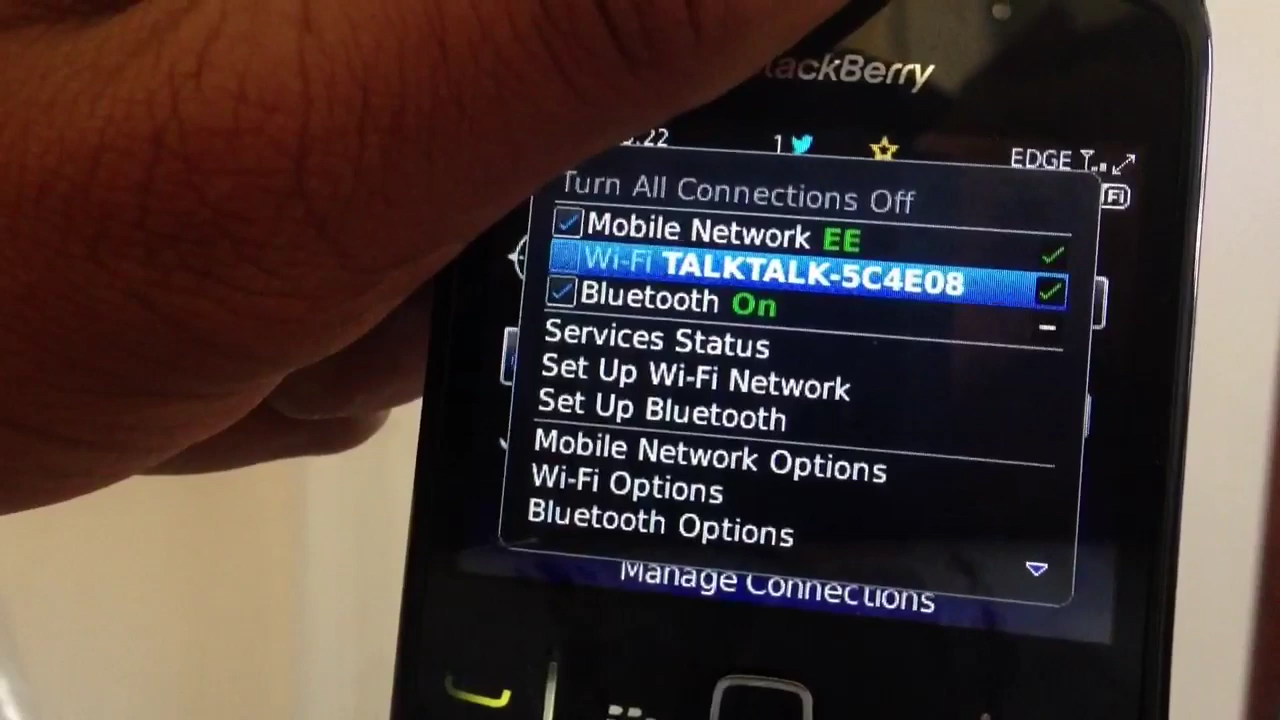 BlackBerry
:22
1
EDGE
Turn All Connections Off
Mobile Network EE
Wi-Fi TALKTALK-5C4E08
Bluetooth On
Services Status
Set Up Wi-Fi Network
Set Up Bluetooth
Mobile Network Options
Wi-Fi Options
Bluetooth Options
Manage Connections